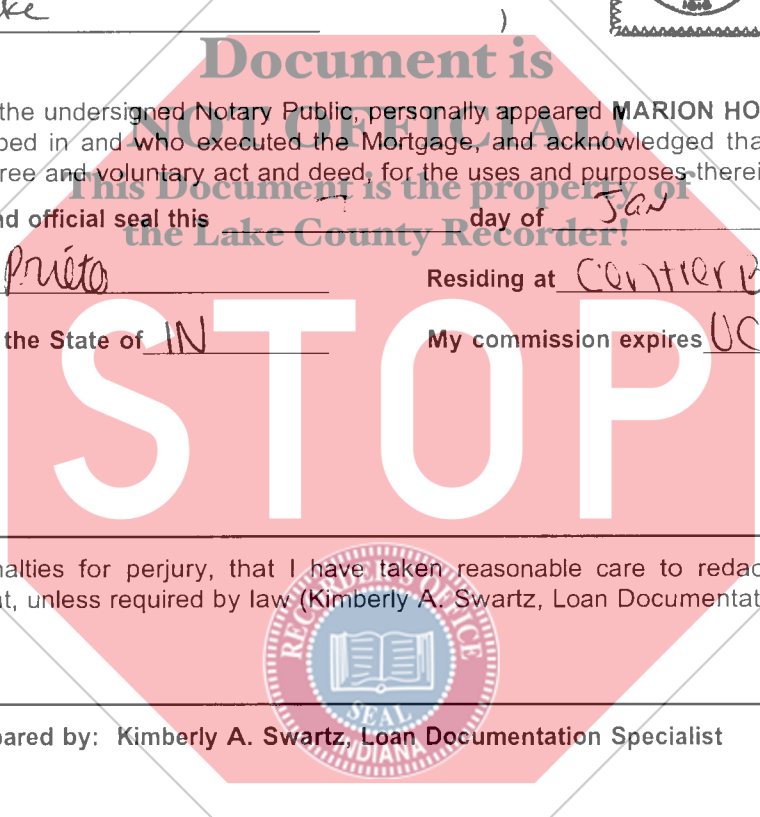 ke )
Document is
NOT OFFICIAL!
the undersigned Notary Public, personally appeared MARION HO
bed in and who executed the Mortgage, and acknowledged tha
ree and voluntary act and deed, for the uses and purposes therei
This Document is the property of
nd official seal this day of Jan
the Lake County Recorder!
Prieto Residing at
the State of IN My commission expires
STOP
nalties for perjury, that I have taken reasonable care to redac
t, unless required by law (Kimberly A. Swartz, Loan Documentat
RECORDER'S OFFICE
SEAL
INDIANA
pared by: Kimberly A. Swartz, Loan Documentation Specialist